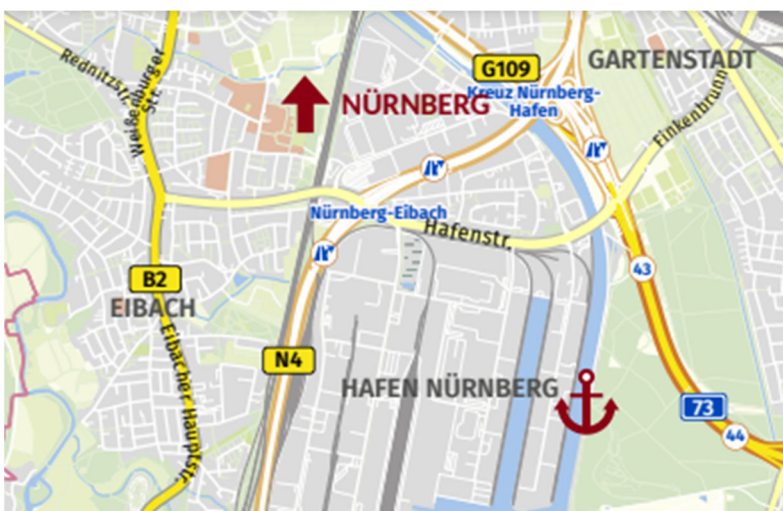 Rednitzstr.
Weißenburger
Str.
G109
GARTENSTADT
NÜRNBERG
Kreuz Nürnberg-
Hafen
Finkenbrunn
Nürnberg-Eibach
Hafenstr.
B2
EIBACH
43
Eibacher Hauptstr.
N4
HAFEN NÜRNBERG
73
44